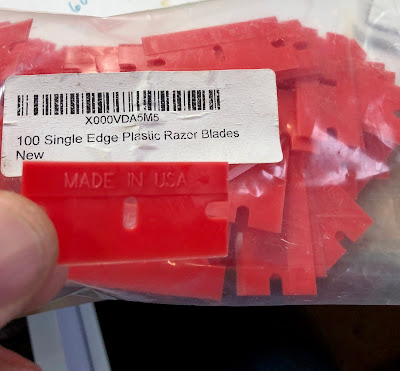 X000VDA5M5
100 Single Edge Plastic Razor Blades
New
MADE IN USA